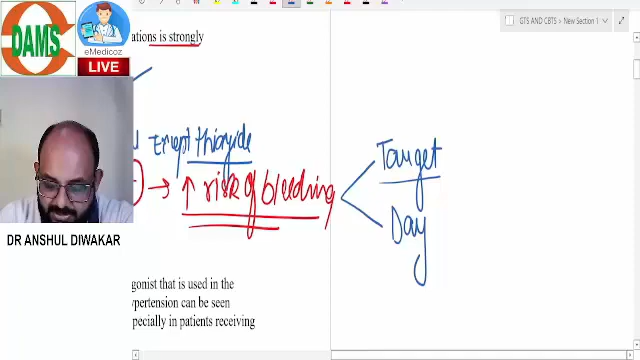 DAMS
eMedicoz
LIVE
ations is strongly
GTS AND CBTS
New Section 1
Except thiazide
→ ↑ risk of bleeding
Target
Day
DR ANSHUL DIWAKAR
gonist that is used in the
pertension can be seen
specially in patients receiving